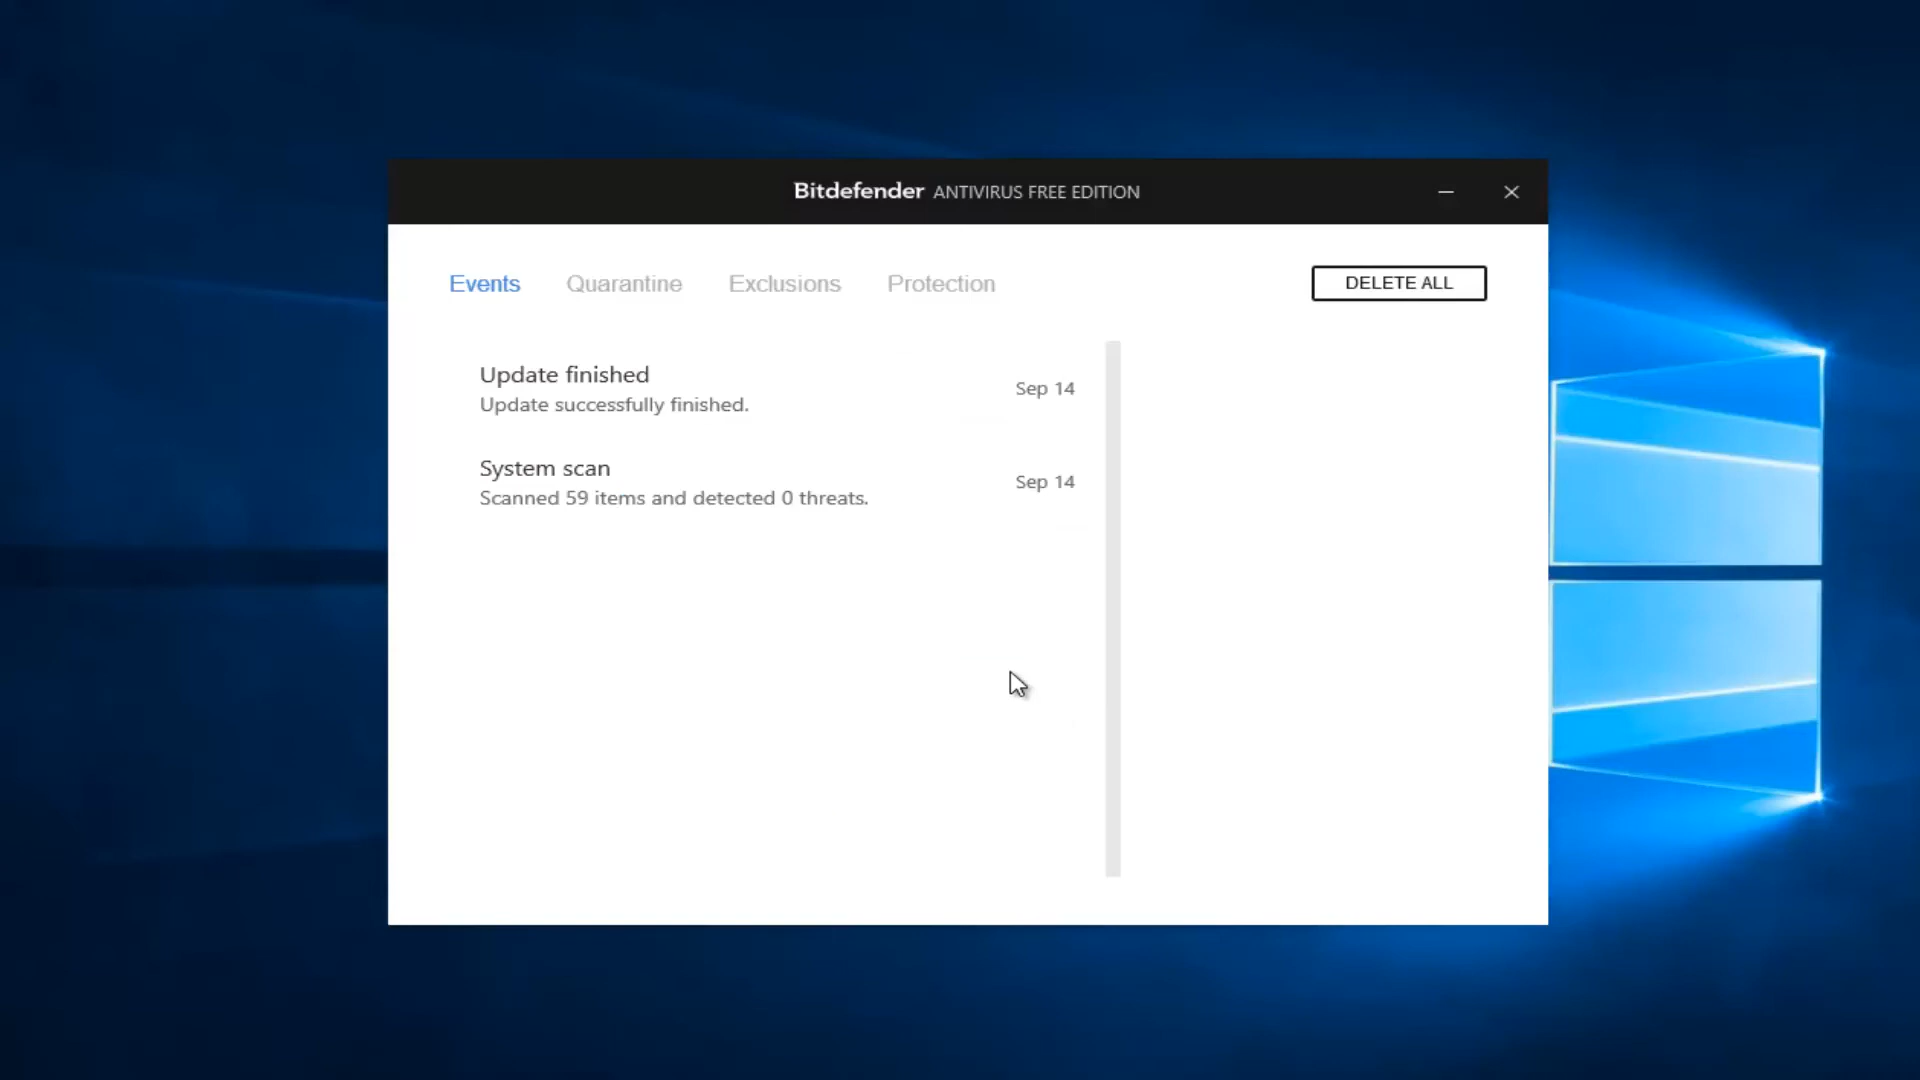 Bitdefender ANTIVIRUS FREE EDITION
Events Quarantine Exclusions Protection DELETE ALL
Update finished
Update successfully finished.
Sep 14
System scan
Scanned 59 items and detected 0 threats.
Sep 14